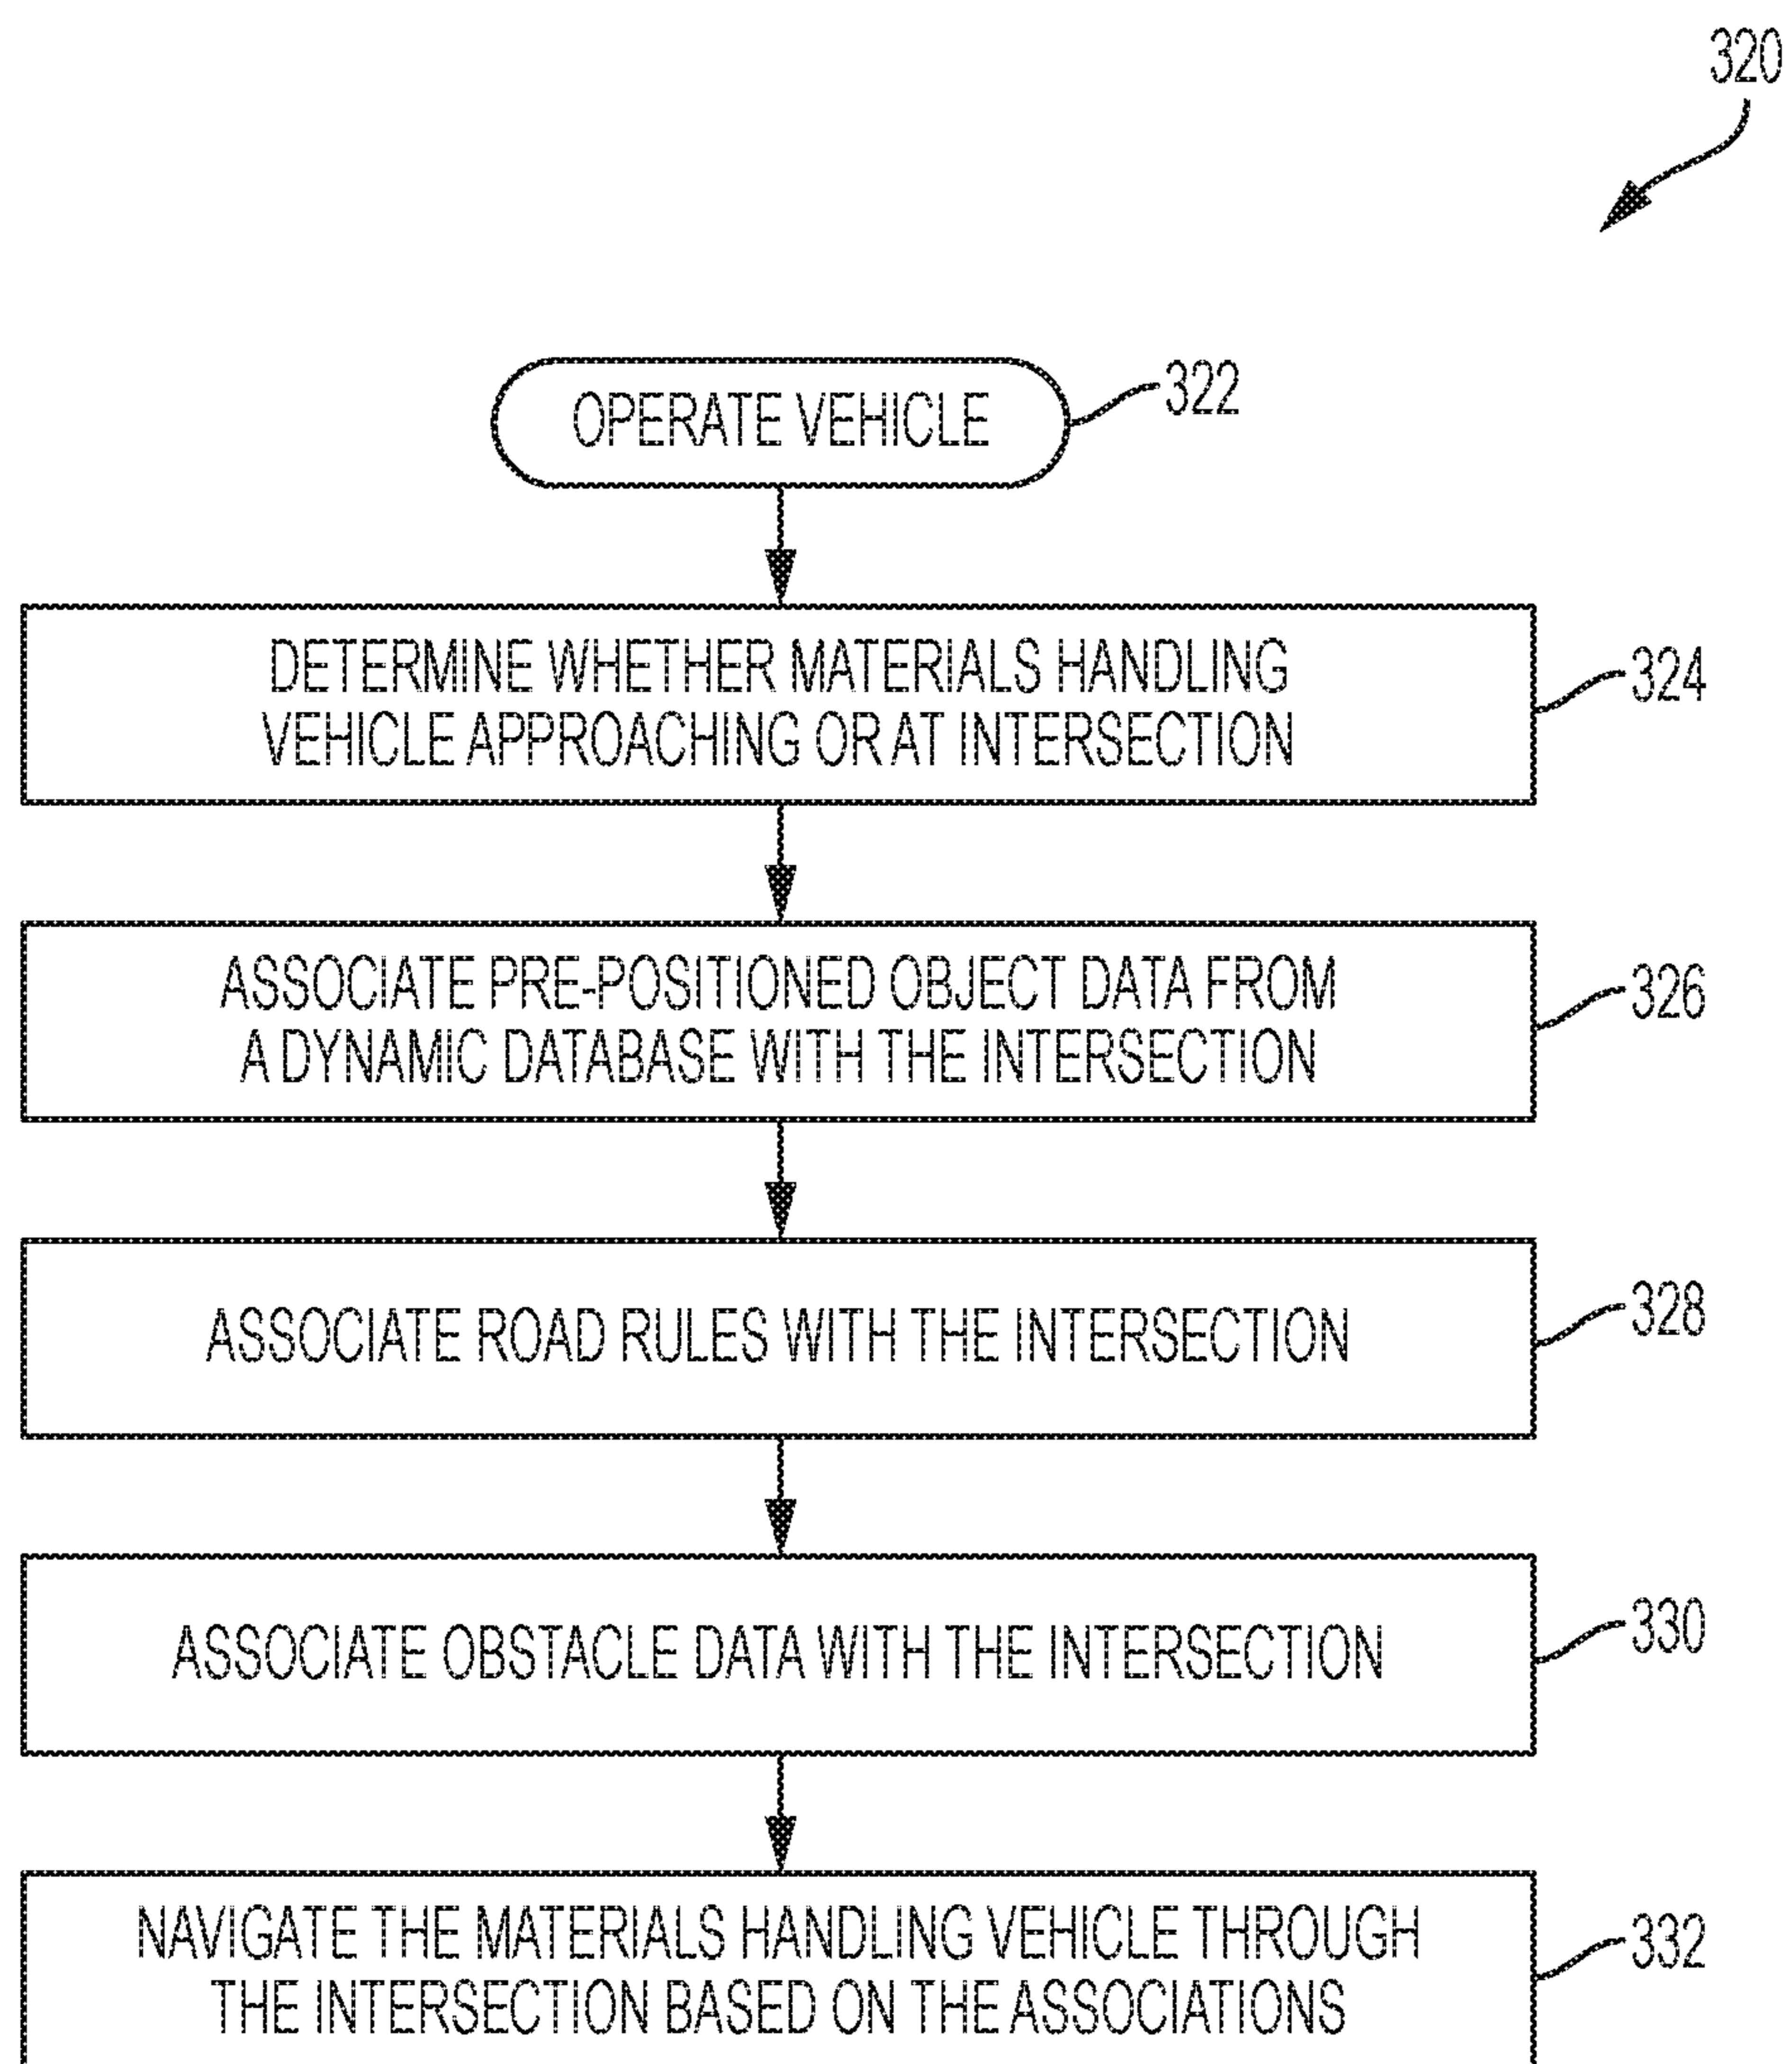 320
OPERATE VEHICLE
322
DETERMINE WHETHER MATERIALS HANDLING
VEHICLE APPROACHING OR AT INTERSECTION
324
ASSOCIATE PRE-POSITIONED OBJECT DATA FROM
A DYNAMIC DATABASE WITH THE INTERSECTION
326
ASSOCIATE ROAD RULES WITH THE INTERSECTION
328
ASSOCIATE OBSTACLE DATA WITH THE INTERSECTION
330
NAVIGATE THE MATERIALS HANDLING VEHICLE THROUGH
THE INTERSECTION BASED ON THE ASSOCIATIONS
332